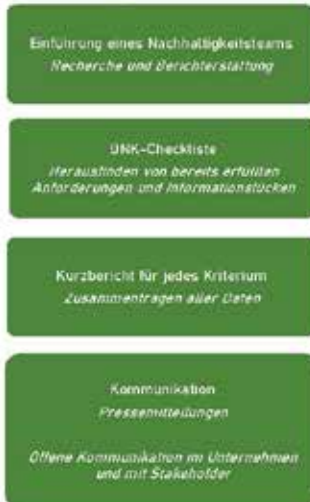 Einführung eines Nachhaltigkeitsteams
Recherche und Berichterstattung
DNK-Checkliste
Herausfinden von bereits erfüllten
Anforderungen und Informationslücken
Kurzbericht für jedes Kriterium
Zusammentragen aller Daten
Kommunikation
Pressemitteilungen
Offene Kommunikation im Unternehmen
und mit Stakeholder